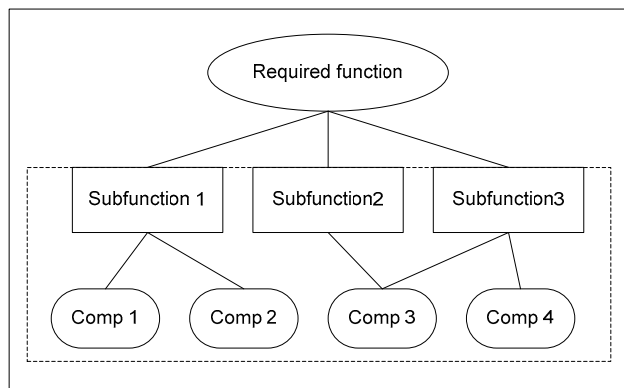 Required function
Subfunction 1
Subfunction2
Subfunction3
Comp 1
Comp 2
Comp 3
Comp 4